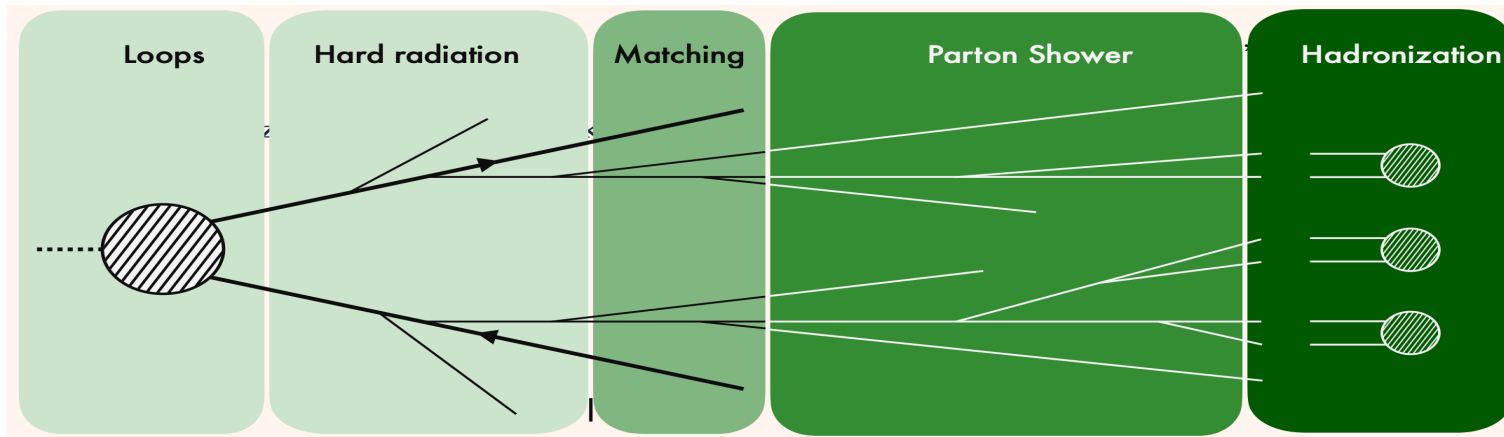 Loops
Hard radiation
Matching
Parton Shower
Hadronization